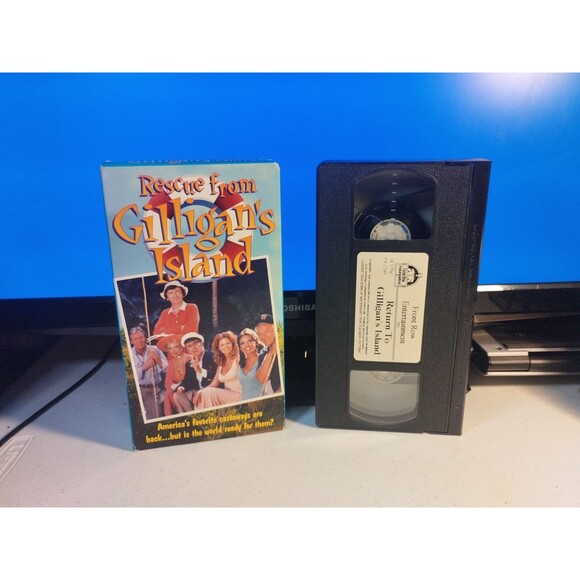 Rescue from
Gilligan's
Island
America's favorite castaways are
back...but is the world ready for them?
TOSHIBA
Front Row
Entertainment
Return To
Gilligan's Island